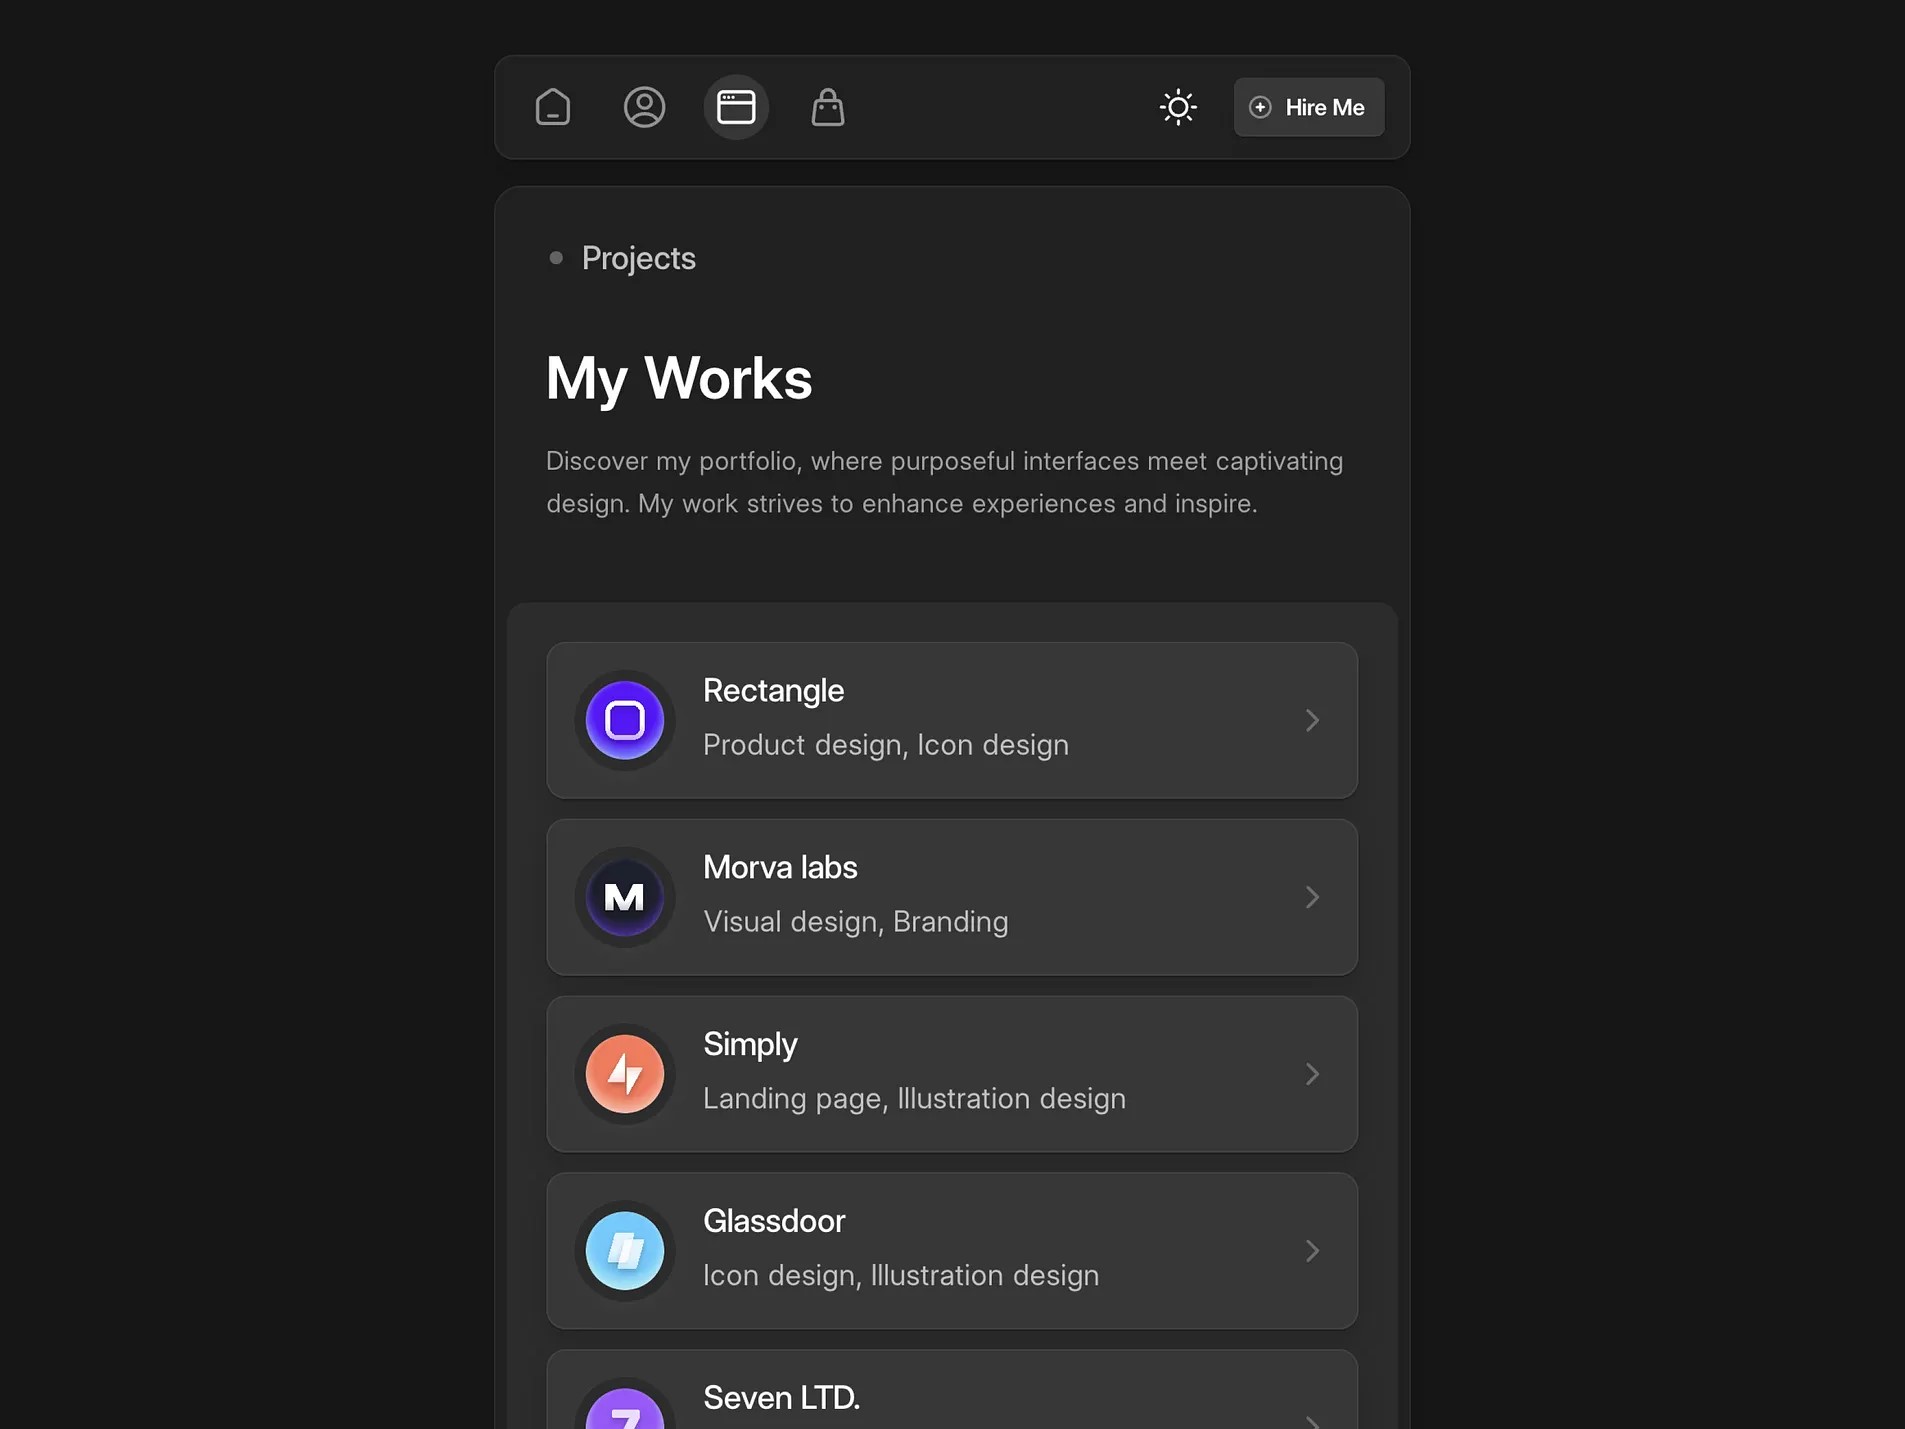 Hire Me
Projects
My Works
Discover my portfolio, where purposeful interfaces meet captivating
design. My work strives to enhance experiences and inspire.
Rectangle
Product design, Icon design
M
Morva labs
Visual design, Branding
Simply
Landing page, Illustration design
Glassdoor
Icon design, Illustration design
7
Seven LTD.